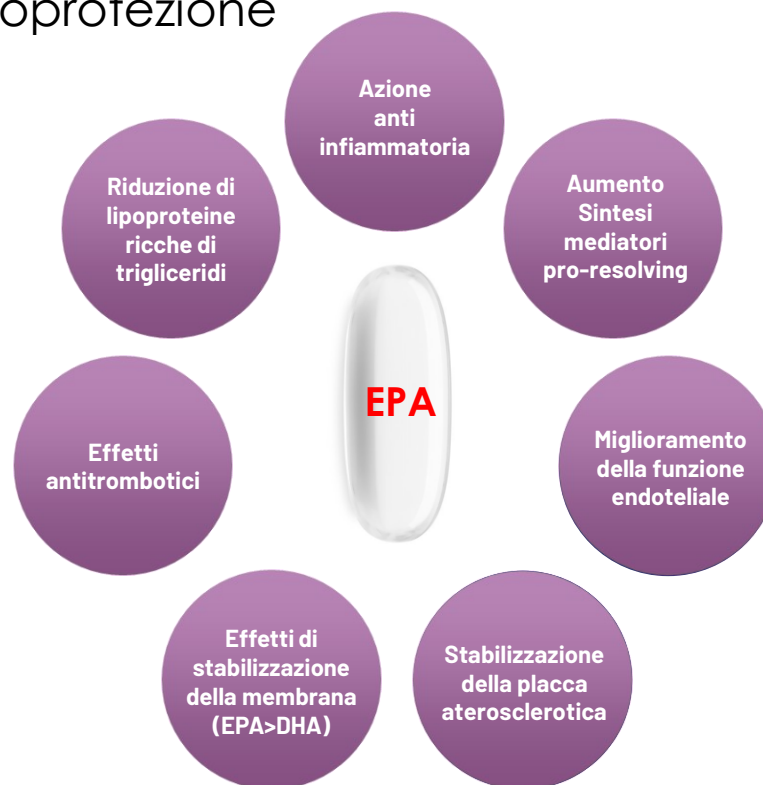 oprotezione
Azione
anti
infiammatoria
Riduzione di
lipoproteine
ricche di
trigliceridi
Aumento
Sintesi
mediatori
pro-resolving
EPA
Effetti
antitrombotici
Miglioramento
della funzione
endoteliale
Effetti di
stabilizzazione
della membrana
(EPA>DHA)
Stabilizzazione
della placca
aterosclerotica